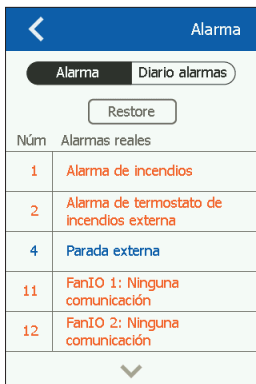 Alarma
Alarma
Diario alarmas
Restore
Núm
Alarmas reales
1
Alarma de incendios
2
Alarma de termostato de
incendios externa
4
Parada externa
11
FanIO 1: Ninguna
comunicación
12
FanIO 2: Ninguna
comunicación